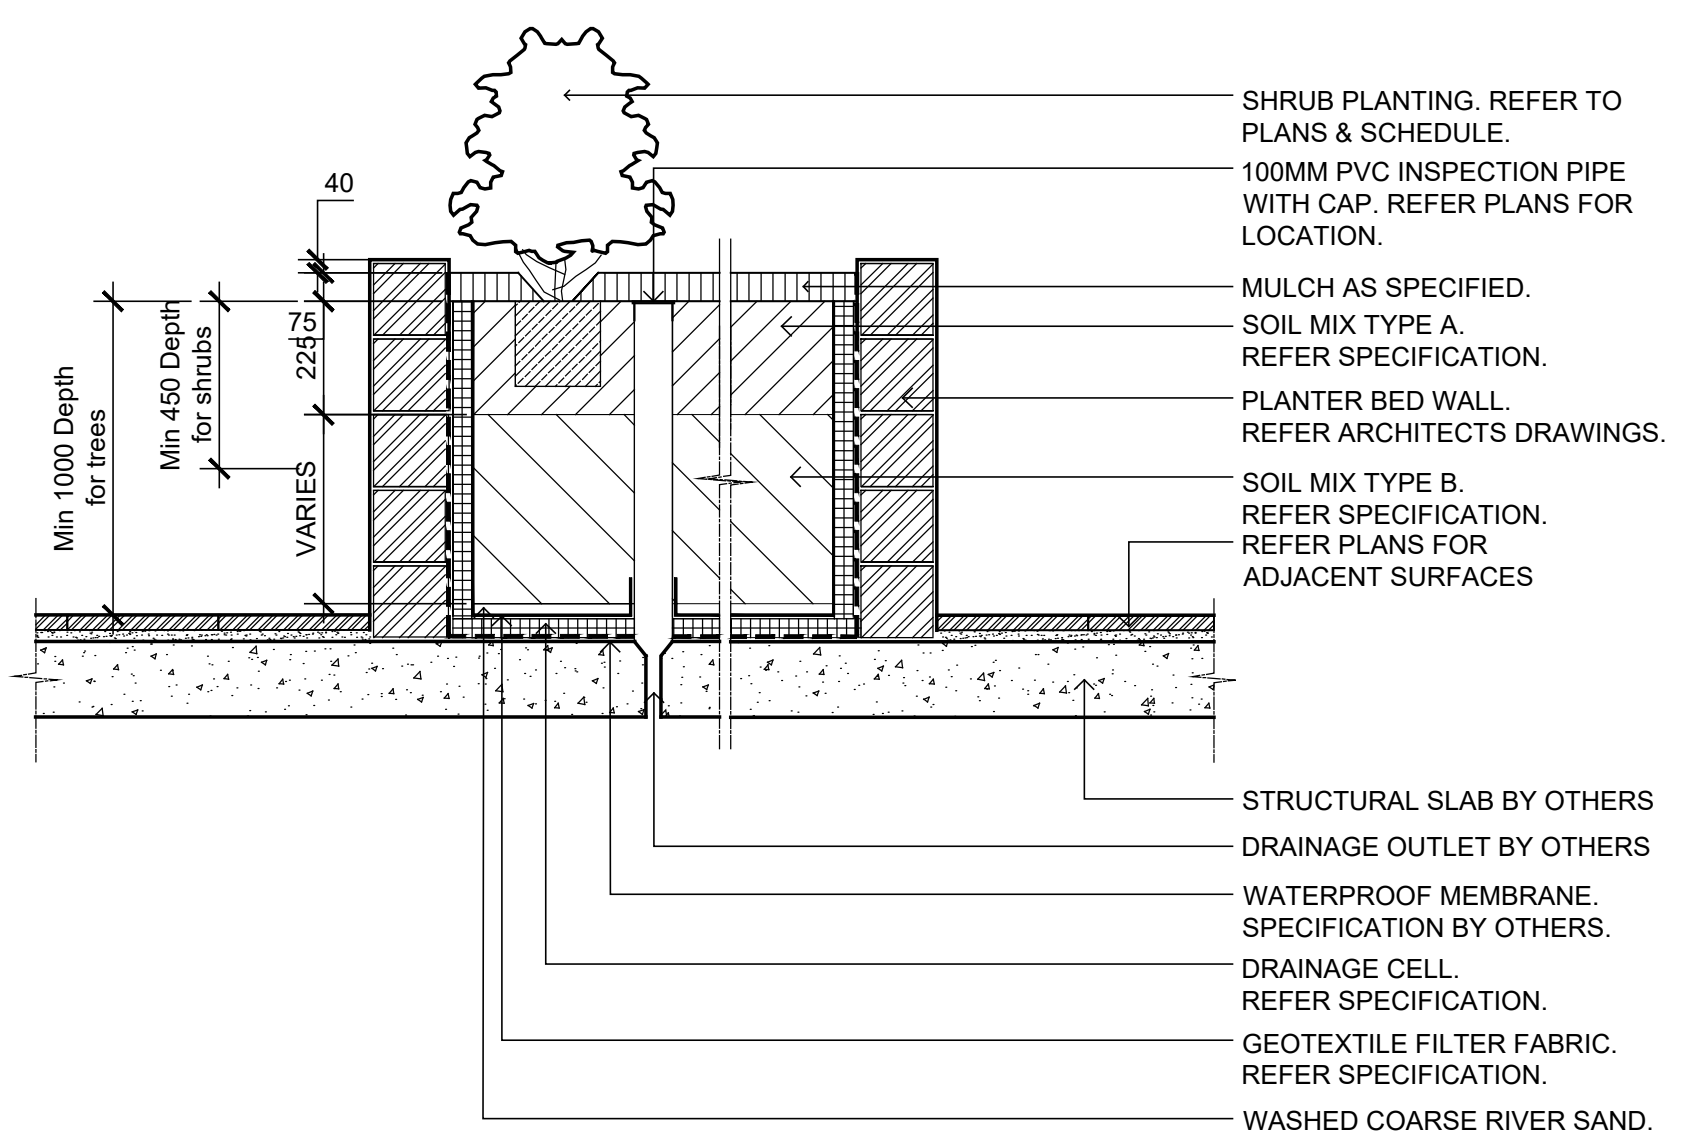 SHRUB PLANTING. REFER TO
PLANS & SCHEDULE.
100MM PVC INSPECTION PIPE
WITH CAP. REFER PLANS FOR
LOCATION.
MULCH AS SPECIFIED.
SOIL MIX TYPE A.
REFER SPECIFICATION.
PLANTER BED WALL.
REFER ARCHITECTS DRAWINGS.
SOIL MIX TYPE B.
REFER SPECIFICATION.
REFER PLANS FOR
ADJACENT SURFACES
STRUCTURAL SLAB BY OTHERS
DRAINAGE OUTLET BY OTHERS
WATERPROOF MEMBRANE.
SPECIFICATION BY OTHERS.
DRAINAGE CELL.
REFER SPECIFICATION.
GEOTEXTILE FILTER FABRIC.
REFER SPECIFICATION.
WASHED COARSE RIVER SAND.
40
75
225
VARIES
Min 450 Depth
for shrubs
Min 1000 Depth
for trees